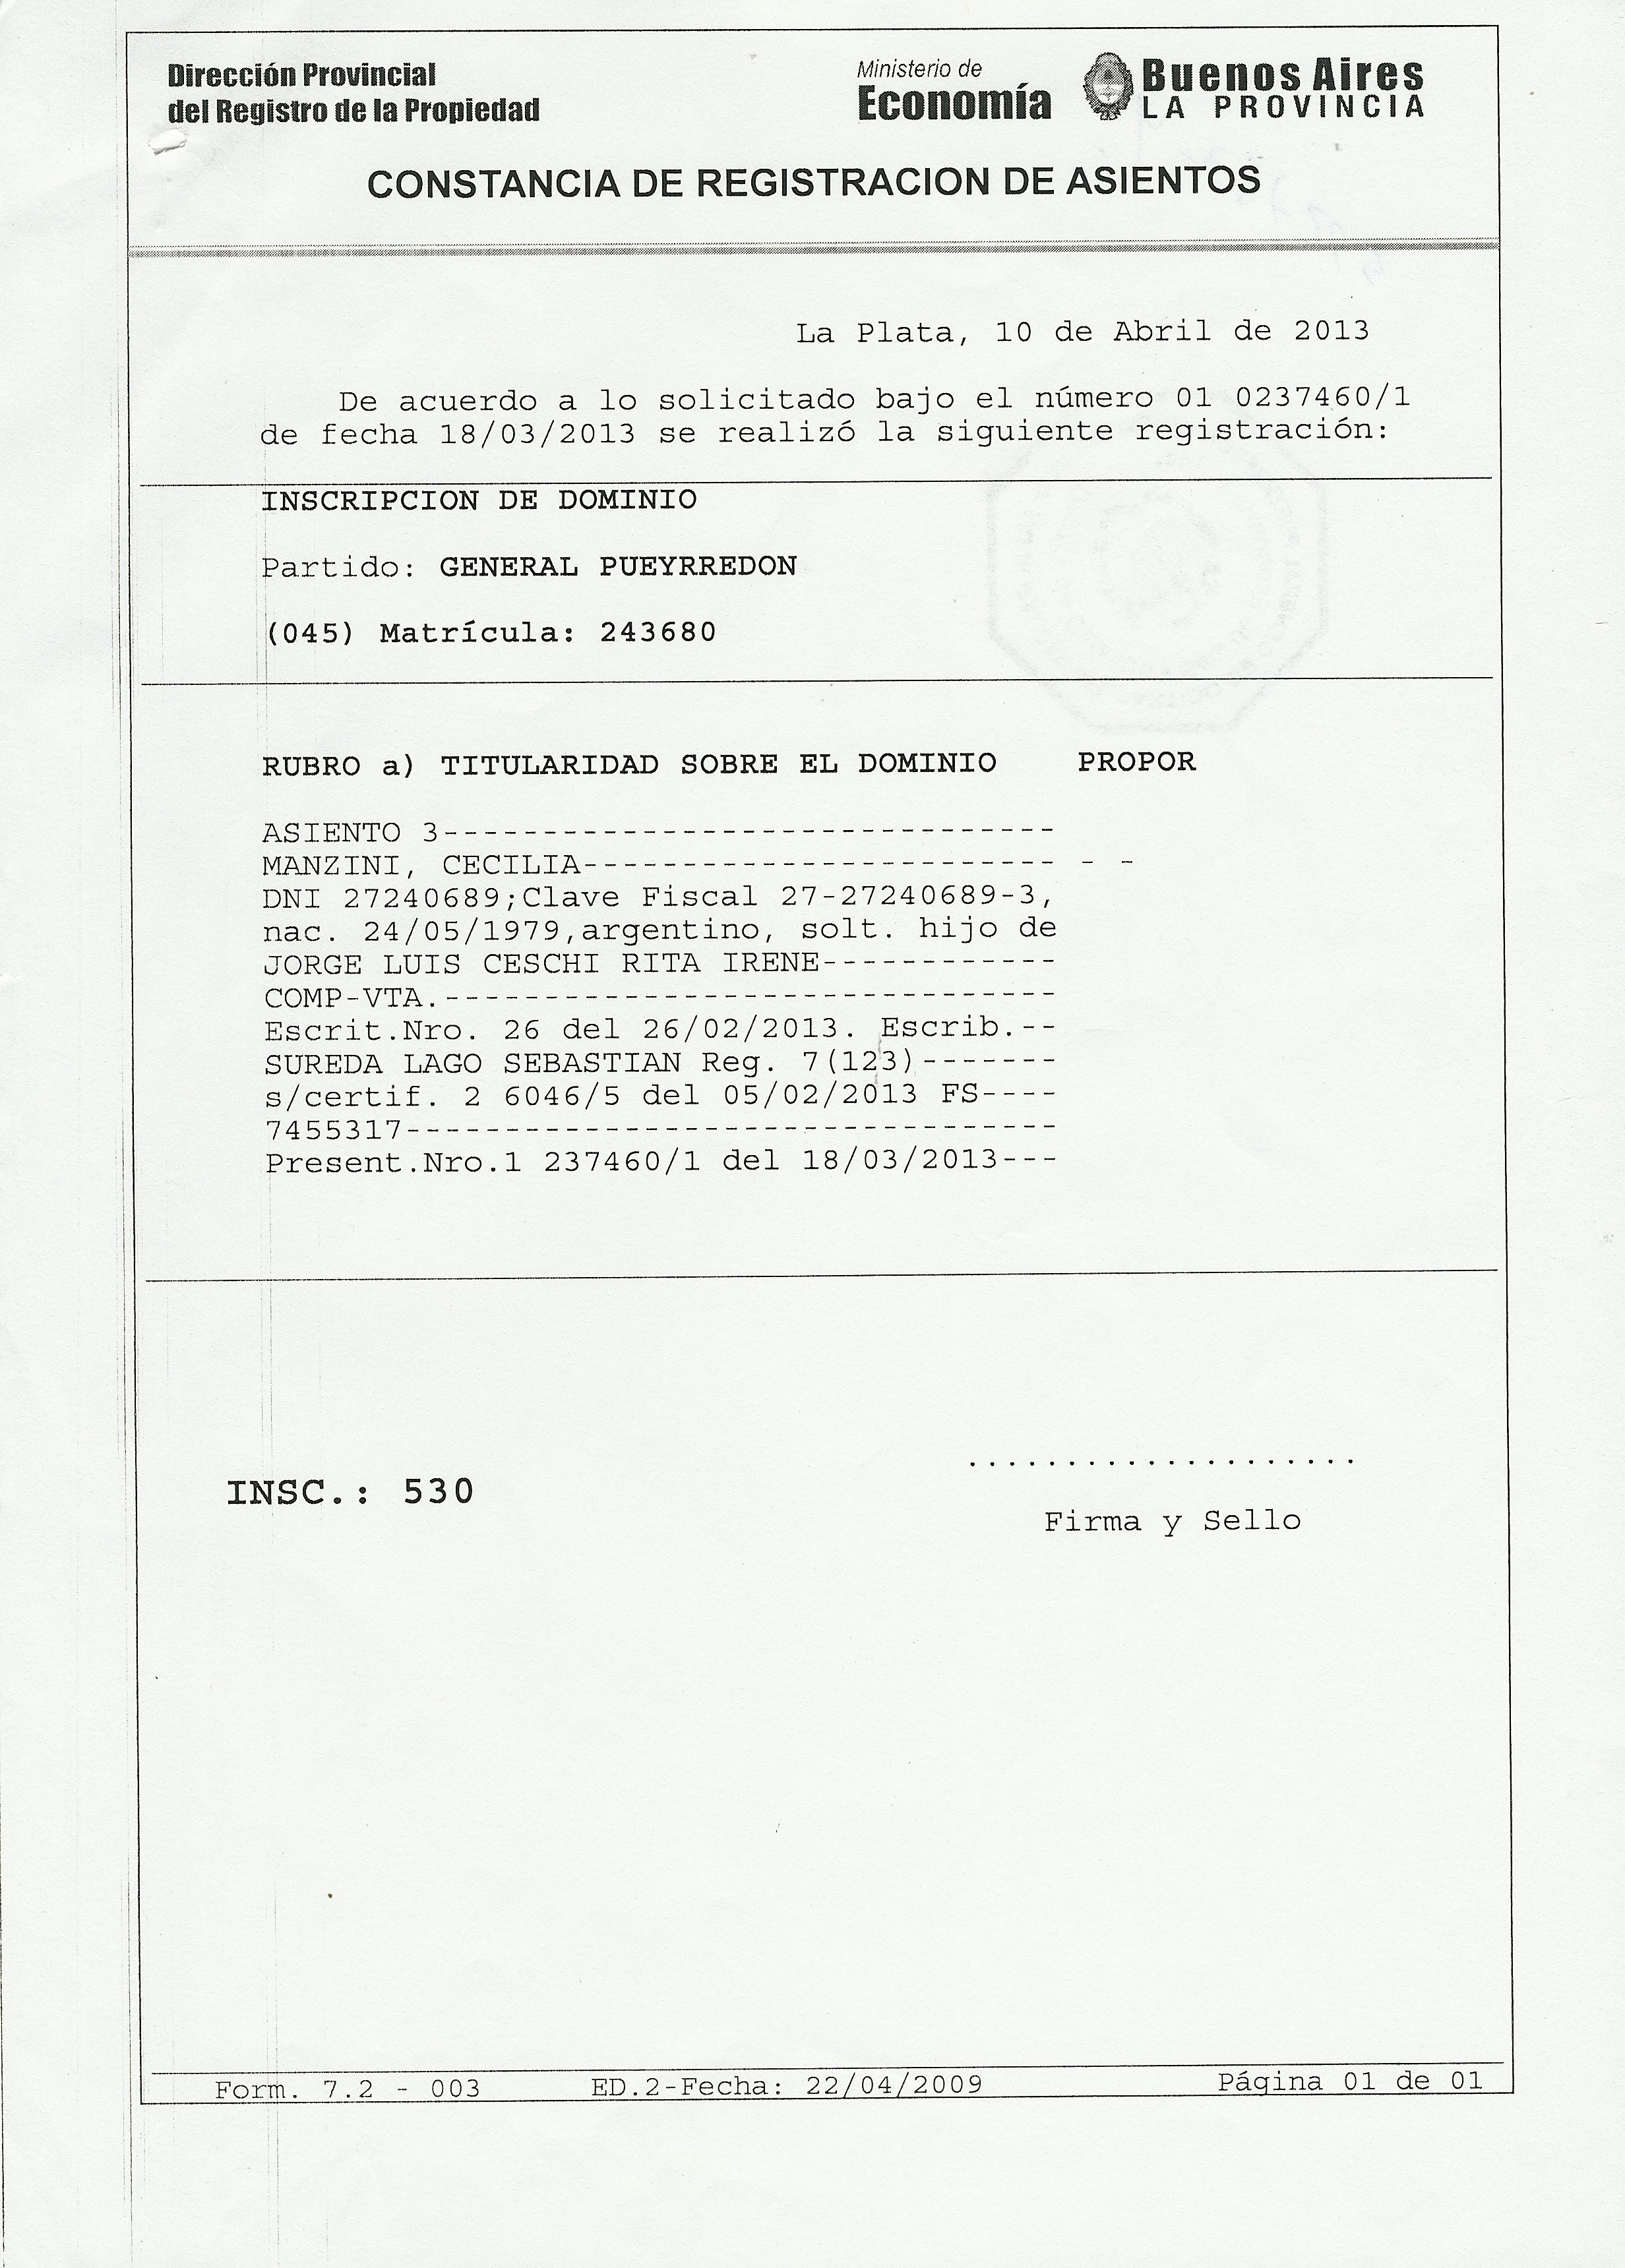 Dirección Provincial
del Registro de la Propiedad
Ministerio de
Economía
Buenos Aires
LA PROVINCIA
CONSTANCIA DE REGISTRACION DE ASIENTOS
La Plata, 10 de Abril de 2013
De acuerdo a lo solicitado bajo el número 01 0237460/1
de fecha 18/03/2013 se realizó la siguiente registración:
INSCRIPCION DE DOMINIO
Partido: GENERAL PUEYRREDON
(045) Matrícula: 243680
RUBRO a) TITULARIDAD SOBRE EL DOMINIO    PROPOR
ASIENTO 3-------------------------------
MANZINI, CECILIA------------------------ - -
DNI 27240689;Clave Fiscal 27-27240689-3,
nac. 24/05/1979,argentino, solt. hijo de
JORGE LUIS CESCHI RITA IRENE------------
COMP-VTA.-------------------------------
Escrit.Nro. 26 del 26/02/2013. Escrib.--
SUREDA LAGO SEBASTIAN Reg. 7(123)-------
s/certif. 2 6046/5 del 05/02/2013 FS----
7455317---------------------------------
Present.Nro.1 237460/1 del 18/03/2013---
....................
INSC.: 530
Firma y Sello
Form. 7.2 - 003    ED.2-Fecha: 22/04/2009    Página 01 de 01